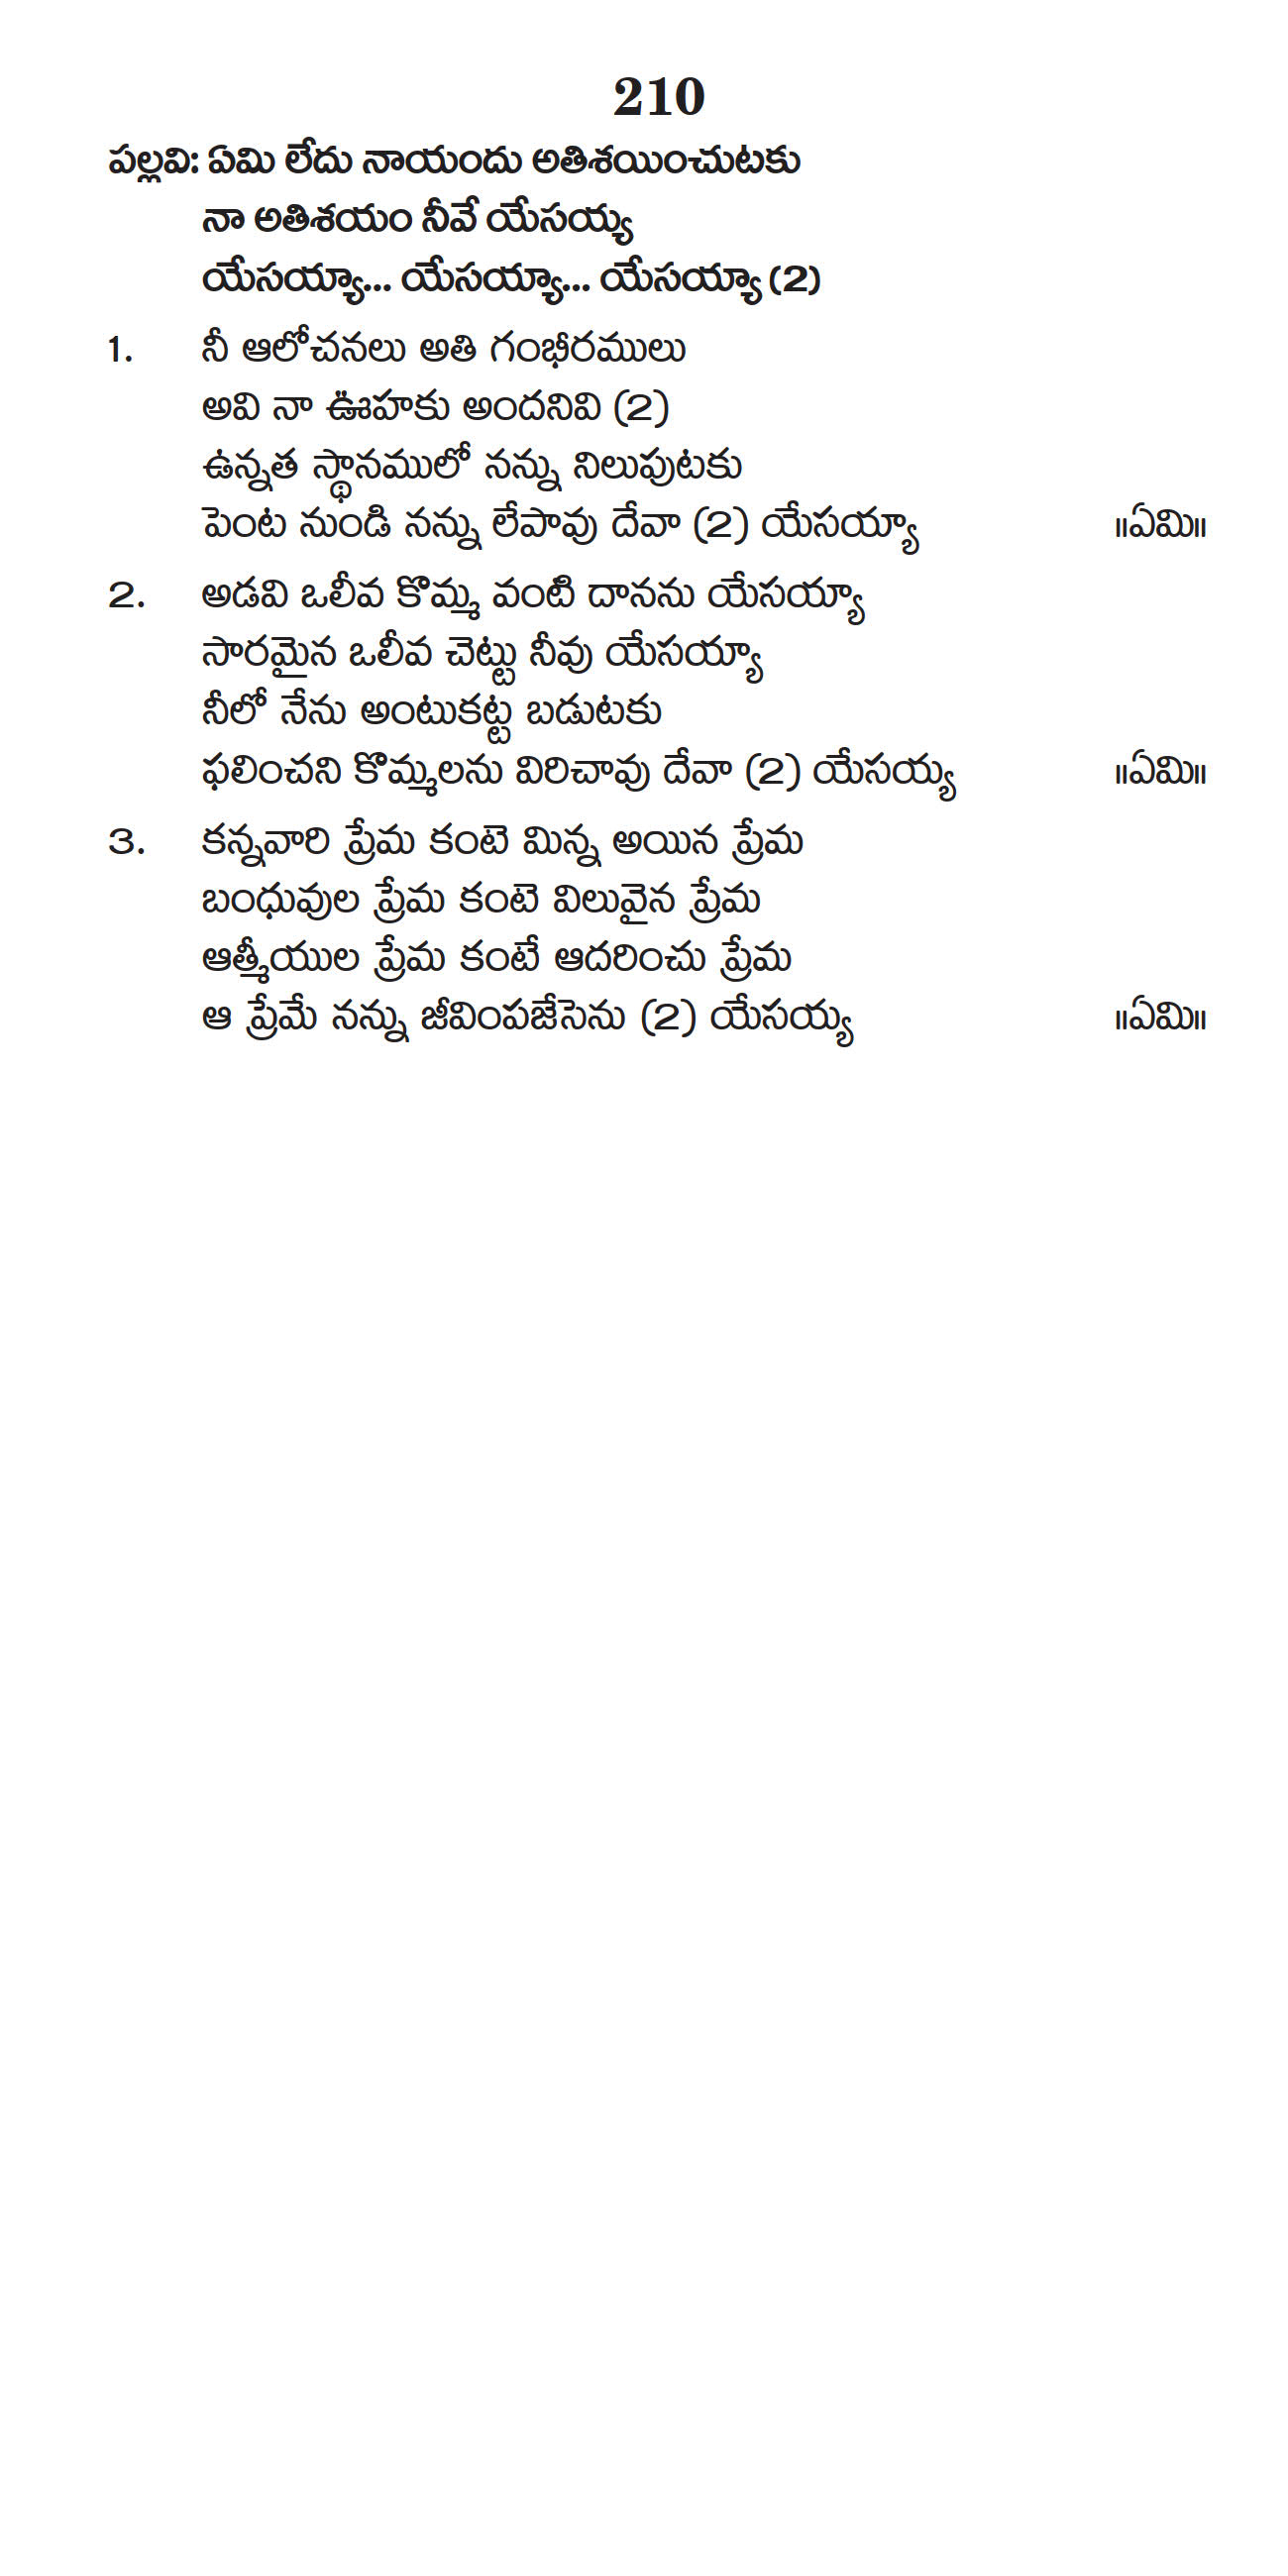 210
పల్లవి: ఏమి లేదు నాయందు అతిశయించుటకు
నా అతిశయం నీవే యేసయ్య
యేసయ్యా... యేసయ్యా... యేసయ్యా (2)
1. నీ ఆలోచనలు అతి గంభీరములు
అవి నా ఊహకు అందనివి (2)
ఉన్నత స్థానములో నన్ను నిలుపుటకు
పెంట నుండి నన్ను లేపావు దేవా (2) యేసయ్యా ॥ఏమి॥
2. అడవి ఒలీవ కొమ్మ వంటి దానను యేసయ్యా
సారమైన ఒలీవ చెట్టు నీవు యేసయ్యా
నీలో నేను అంటుకట్ట బడుటకు
ఫలించని కొమ్మలను విరిచావు దేవా (2) యేసయ్య ॥ఏమి॥
3. కన్నవారి ప్రేమ కంటె మిన్న అయిన ప్రేమ
బంధువుల ప్రేమ కంటె విలువైన ప్రేమ
ఆత్మీయుల ప్రేమ కంటే ఆదరించు ప్రేమ
ఆ ప్రేమే నన్ను జీవింపజేసెను (2) యేసయ్య ॥ఏమి॥